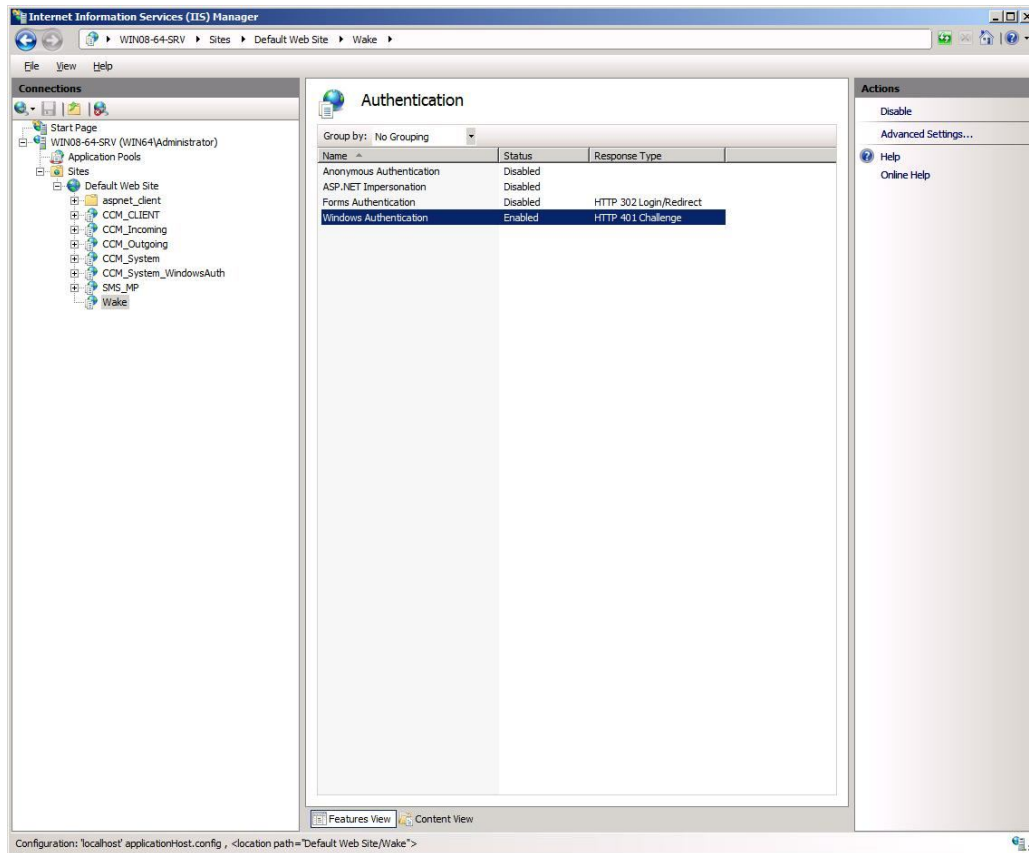 Internet Information Services (IIS) Manager
WIN08-64-SRV Sites Default Web Site Wake
File View Help
Connections
Start Page
WIN08-64-SRV (WIN64\Administrator)
Application Pools
Sites
Default Web Site
aspnet_client
CCM_CLIENT
CCM_Incoming
CCM_Outgoing
CCM_System
CCM_System_WindowsAuth
SMS_MP
Wake
Authentication
Group by: No Grouping
Name Status Response Type
Anonymous Authentication Disabled
ASP.NET Impersonation Disabled
Forms Authentication Disabled HTTP 302 Login/Redirect
Windows Authentication Enabled HTTP 401 Challenge
Features View Content View
Actions
Disable
Advanced Settings...
Help
Online Help
Configuration: 'localhost' applicationHost.config , <location path="Default Web Site/Wake">